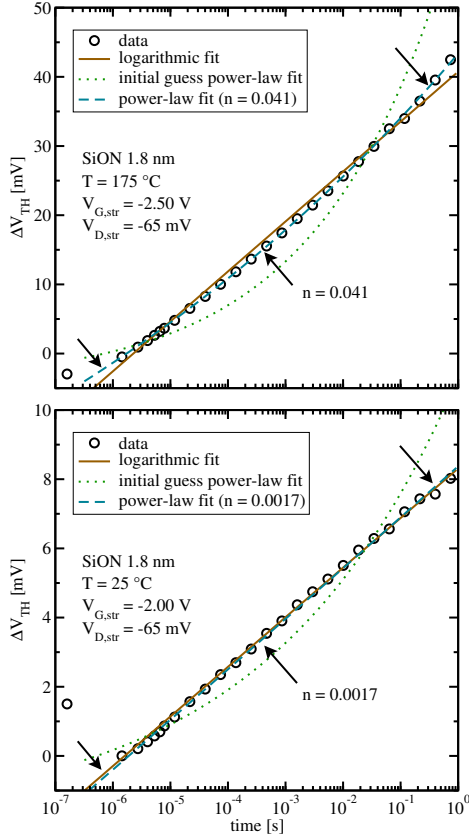 50
40
30
20
10
0
ΔV_TH [mV]
data
logarithmic fit
initial guess power-law fit
power-law fit (n = 0.041)
SiON 1.8 nm
T = 175 °C
V_G,str = -2.50 V
V_D,str = -65 mV
n = 0.041
10
8
6
4
2
0
ΔV_TH [mV]
data
logarithmic fit
initial guess power-law fit
power-law fit (n = 0.0017)
SiON 1.8 nm
T = 25 °C
V_G,str = -2.00 V
V_D,str = -65 mV
n = 0.0017
10^-7 10^-6 10^-5 10^-4 10^-3 10^-2 10^-1 10^0
time [s]